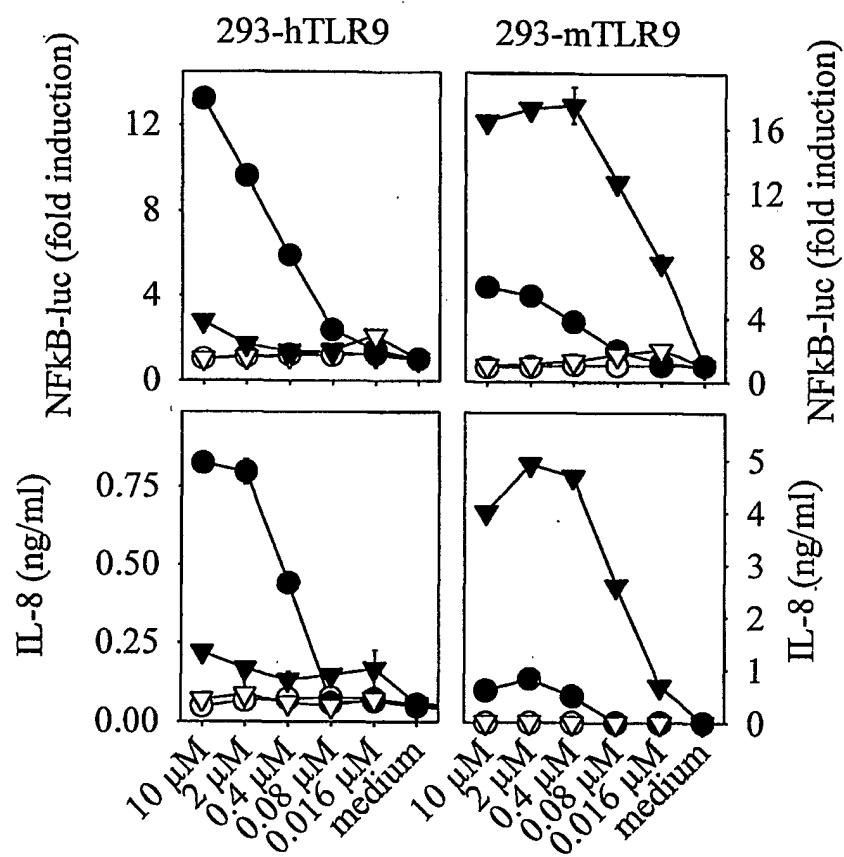 293-hTLR9
293-mTLR9
NFkB-luc (fold induction)
12
8
4
0
16
12
8
4
0
NFkB-luc (fold induction)
IL-8 (ng/ml)
0.75
0.50
0.25
0.00
5
4
3
2
1
0
IL-8 (ng/ml)
10 µM
2 µM
0.4 µM
0.08 µM
0.016 µM
medium
10 µM
2 µM
0.4 µM
0.08 µM
0.016 µM
medium